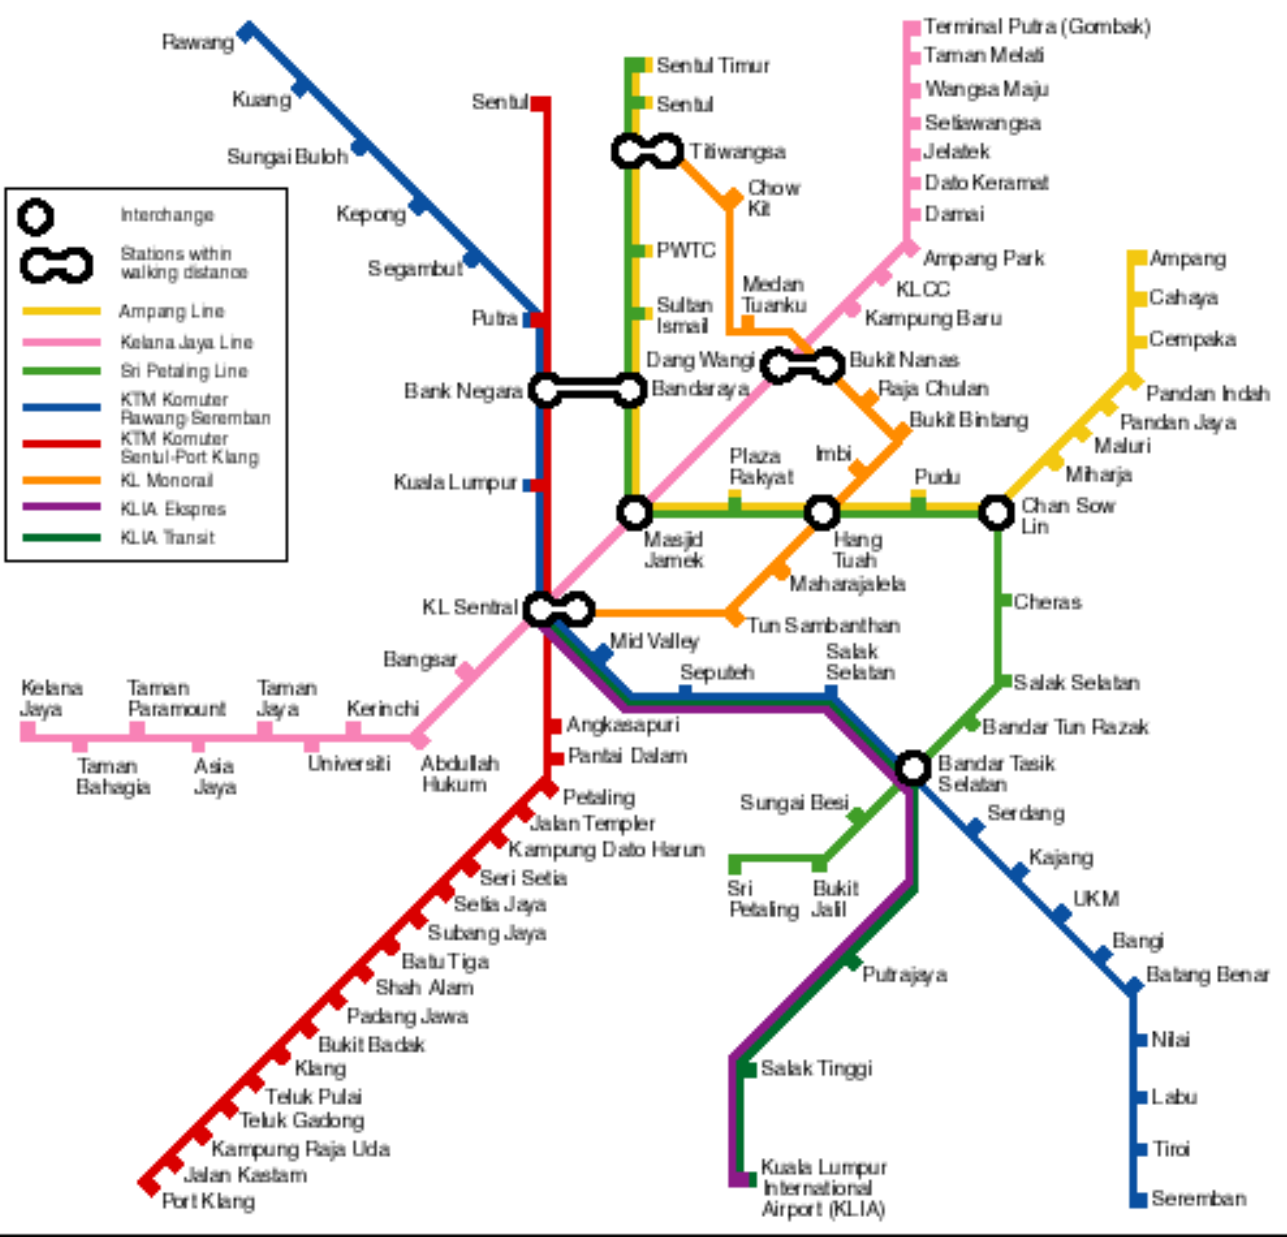 Rawang
Kuang
Sungai Buloh
Kepong
Segambut
Putra
Bank Negara
Kuala Lumpur
KL Sentral
Sentul
Sentul Timur
Sentul
Titiwangsa
PWTC
Sultan
Ismail
Dang Wangi
Bandaraya
Chow
Kit
Medan
Tuanku
Bukit Nanas
Raja Chulan
Bukit Bintang
Imbi
Plaza
Rakyat
Pudu
Masjid
Jamek
Hang
Tuah
Maharajalela
Tun Sambanthan
Terminal Putra (Gombak)
Taman Melati
Wangsa Maju
Setiawangsa
Jelatek
Dato Keramat
Damai
Ampang Park
KLCC
Kampung Baru
Ampang
Cahaya
Cempaka
Pandan Indah
Pandan Jaya
Maluri
Miharja
Chan Sow
Lin
Cheras
Salak Selatan
Bandar Tun Razak
Bandar Tasik
Selatan
Interchange
Stations within
walking distance
Ampang Line
Kelana Jaya Line
Sri Petaling Line
KTM Komuter
Rawang-Seremban
KTM Komuter
Sentul-Port Klang
KL Monorail
KLIA Ekspres
KLIA Transit
Bangsar
Kelana
Jaya
Taman
Paramount
Taman
Jaya
Kerinchi
Taman
Bahagia
Asia
Jaya
Universiti
Abdullah
Hukum
Mid Valley
Seputeh
Salak
Selatan
Angkasapuri
Pantai Dalam
Petaling
Jalan Templer
Kampung Dato Harun
Seri Setia
Setia Jaya
Subang Jaya
Batu Tiga
Shah Alam
Padang Jawa
Bukit Badak
Klang
Teluk Pulai
Teluk Gadong
Kampung Raja Uda
Jalan Kastam
Port Klang
Sungai Besi
Sri
Petaling
Bukit
Jalil
Serdang
Kajang
UKM
Bangi
Batang Benar
Nilai
Labu
Tiroi
Seremban
Putrajaya
Salak Tinggi
Kuala Lumpur
International
Airport (KLIA)